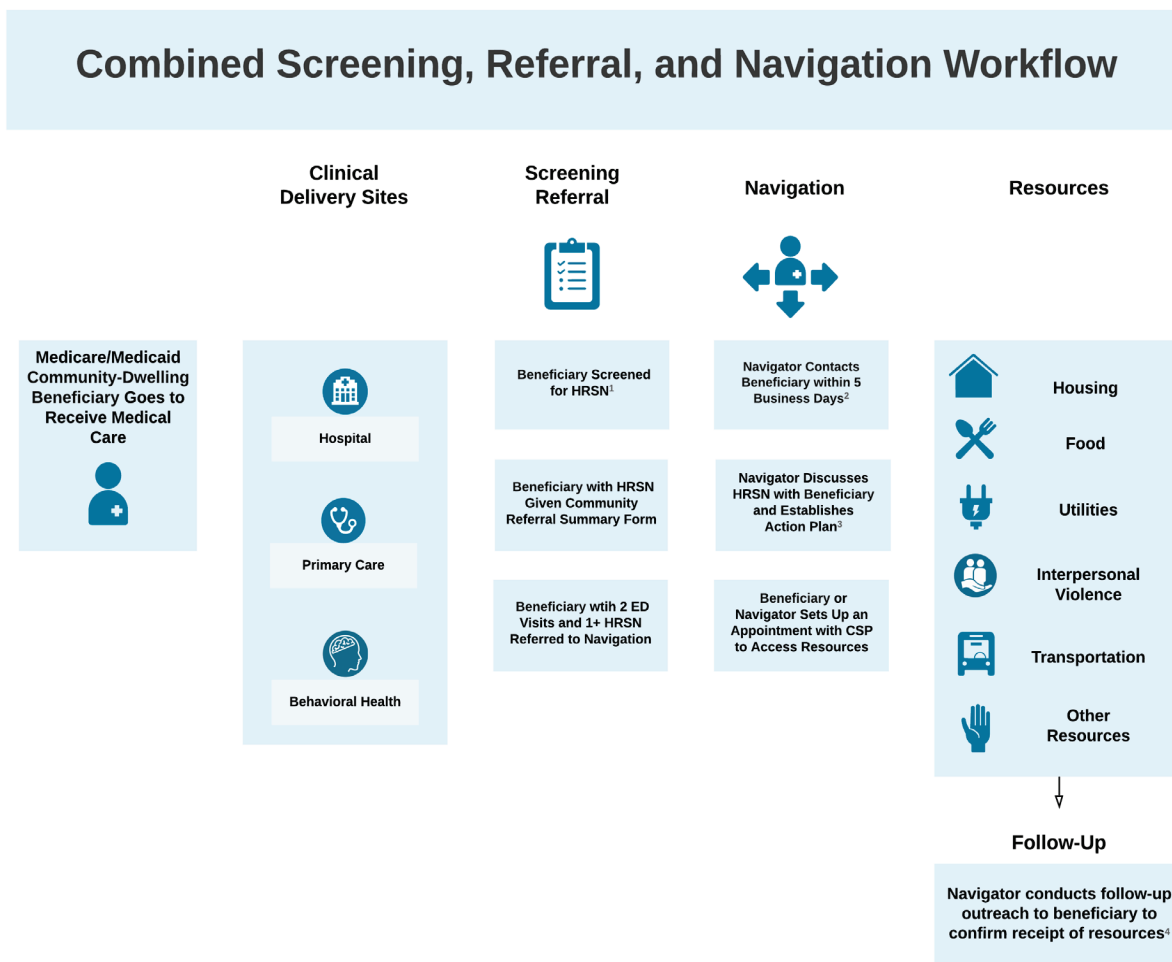 Combined Screening, Referral, and Navigation Workflow
Clinical
Delivery Sites
Screening
Referral
Navigation
Resources
Medicare/Medicaid
Community-Dwelling
Beneficiary Goes to
Receive Medical
Care
Hospital
Primary Care
Behavioral Health
Beneficiary Screened
for HRSN¹
Beneficiary with HRSN
Given Community
Referral Summary Form
Beneficiary wtih 2 ED
Visits and 1+ HRSN
Referred to Navigation
Navigator Contacts
Beneficiary within 5
Business Days²
Navigator Discusses
HRSN with Beneficiary
and Establishes
Action Plan³
Beneficiary or
Navigator Sets Up an
Appointment with CSP
to Access Resources
Housing
Food
Utilities
Interpersonal
Violence
Transportation
Other
Resources
Follow-Up
Navigator conducts follow-up
outreach to beneficiary to
confirm receipt of resources⁴